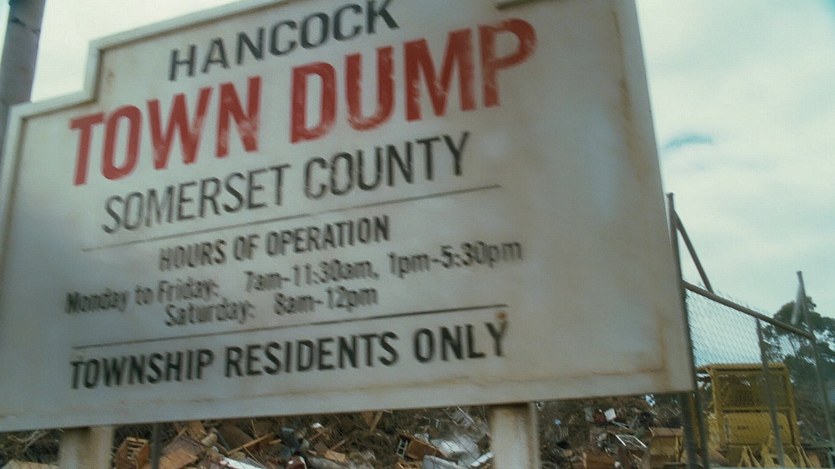 HANCOCK
TOWN DUMP
SOMERSET COUNTY
HOURS OF OPERATION
Monday to Friday: 7am-11:30am, 1pm-5:30pm
Saturday: 8am-12pm
TOWNSHIP RESIDENTS ONLY